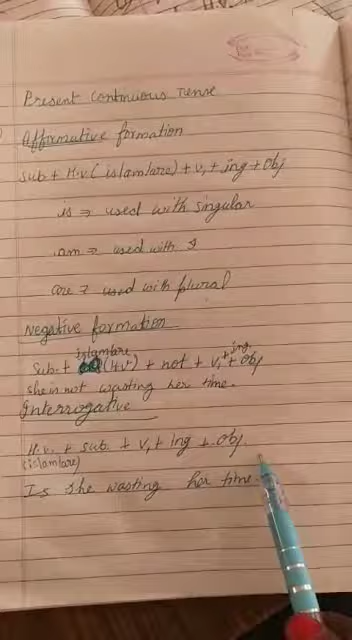 Present continuous Tense
Affirmative formation
sub + H.v (is/am/are) + v₁ + ing + Obj
is → used with singular
am → used with I
are → used with plural
Negative formation
is/am/are
Sub + (H.v) + not + v₁ + ing + Obj
she is not wasting her time.
Interrogative
H.v. + sub + v₁ + ing + Obj
(is/am/are)
Is she wasting her time